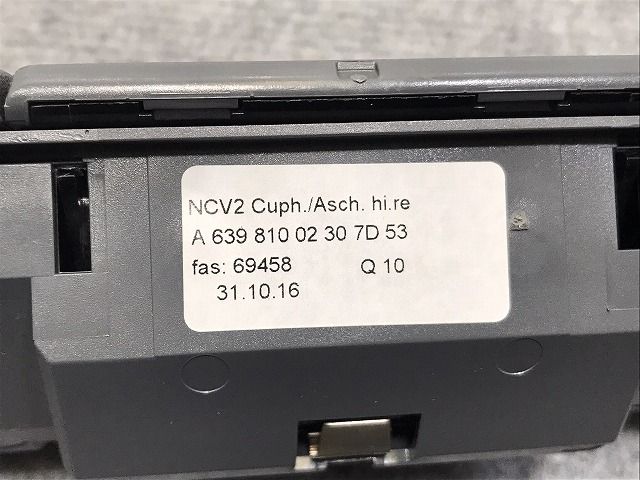 NCV2 Cuph./Asch. hi.re
A 639 810 02 30 7D 53
fas: 69458 Q 10
31.10.16